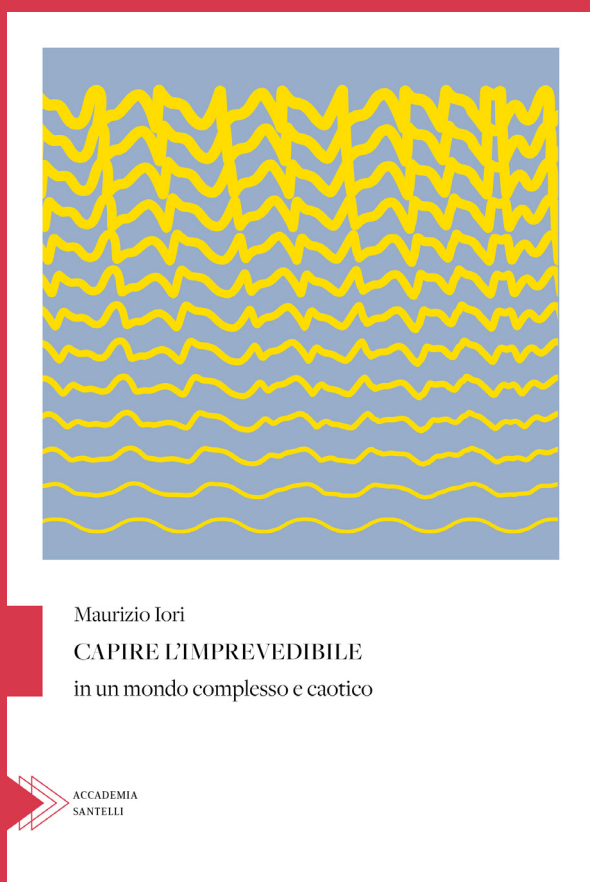 Maurizio Iori
CAPIRE L'IMPREVEDIBILE
in un mondo complesso e caotico
ACCADEMIA
SANTELLI